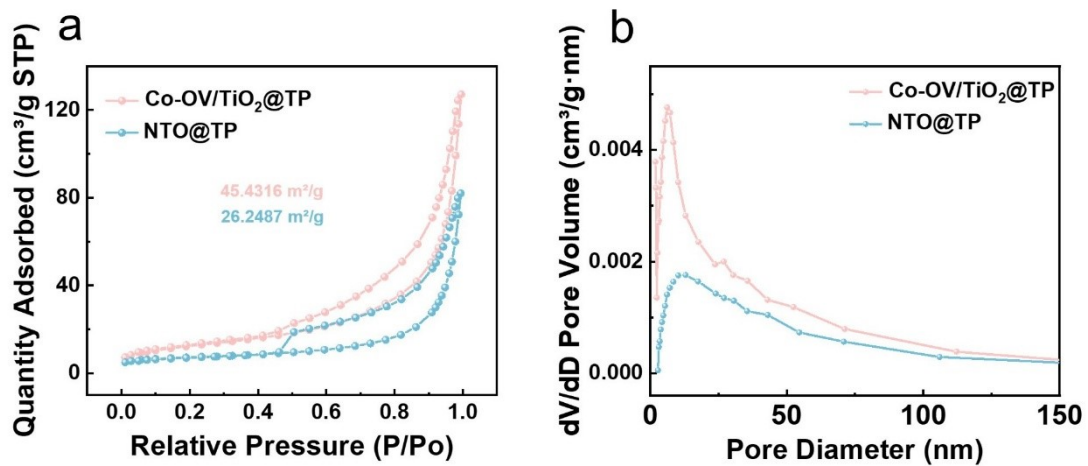 a
Quantity Adsorbed (cm³/g STP)
120
80
40
0
Co-OV/TiO₂@TP
NTO@TP
45.4316 m²/g
26.2487 m²/g
0.0 0.2 0.4 0.6 0.8 1.0
Relative Pressure (P/Po)
b
dV/dD Pore Volume (cm³/g·nm)
0.004
0.002
0.000
Co-OV/TiO₂@TP
NTO@TP
0 50 100 150
Pore Diameter (nm)